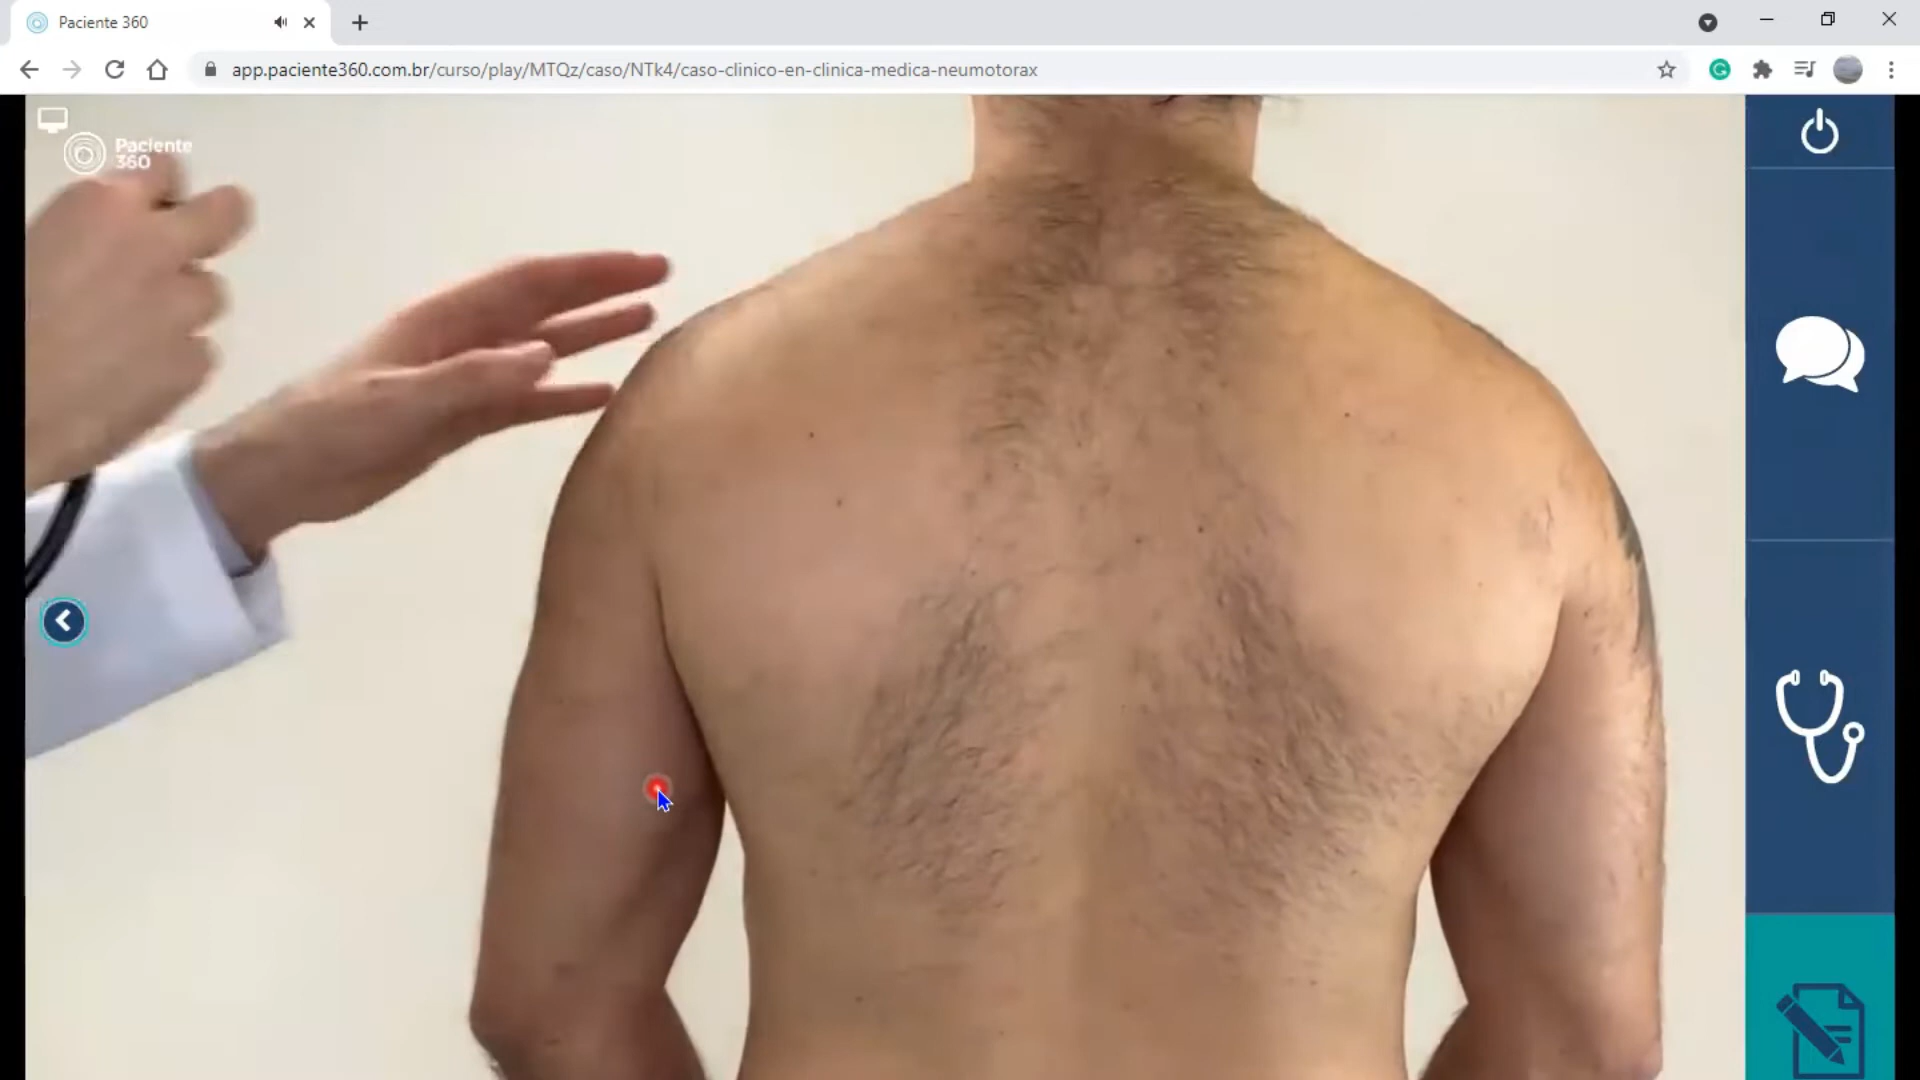 Paciente 360
app.paciente360.com.br/curso/play/MTQz/caso/NTk4/caso-clinico-en-clinica-medica-neumotorax
Paciente
360